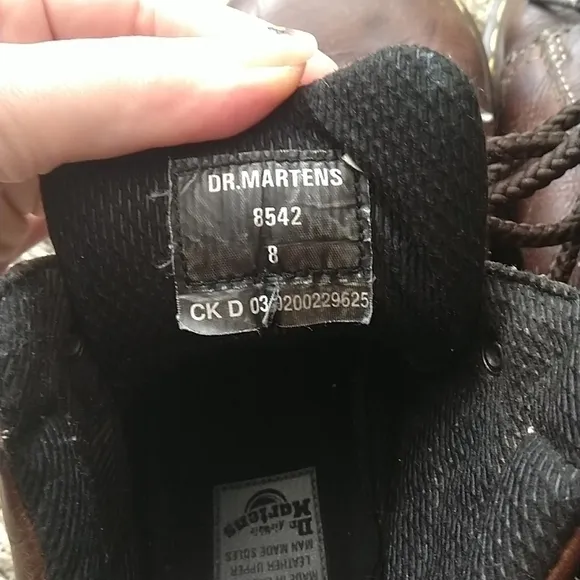 DR.MARTENS
8542
8
CK D 03 0200229625
Dr. Martens
LEATHER UPPER
MAN MADE SOLES